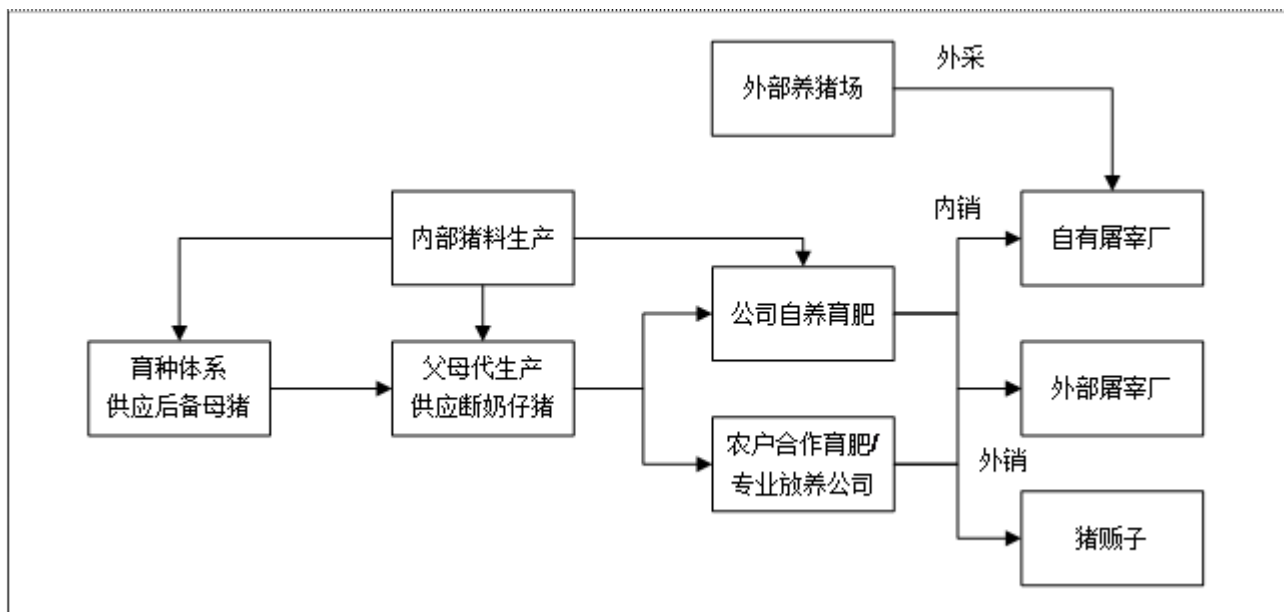 外部养猪场
外采
内部猪料生产
内销
自有屠宰厂
公司自养育肥
育种体系
供应后备母猪
父母代生产
供应断奶仔猪
外部屠宰厂
农户合作育肥/
专业放养公司
外销
猪贩子